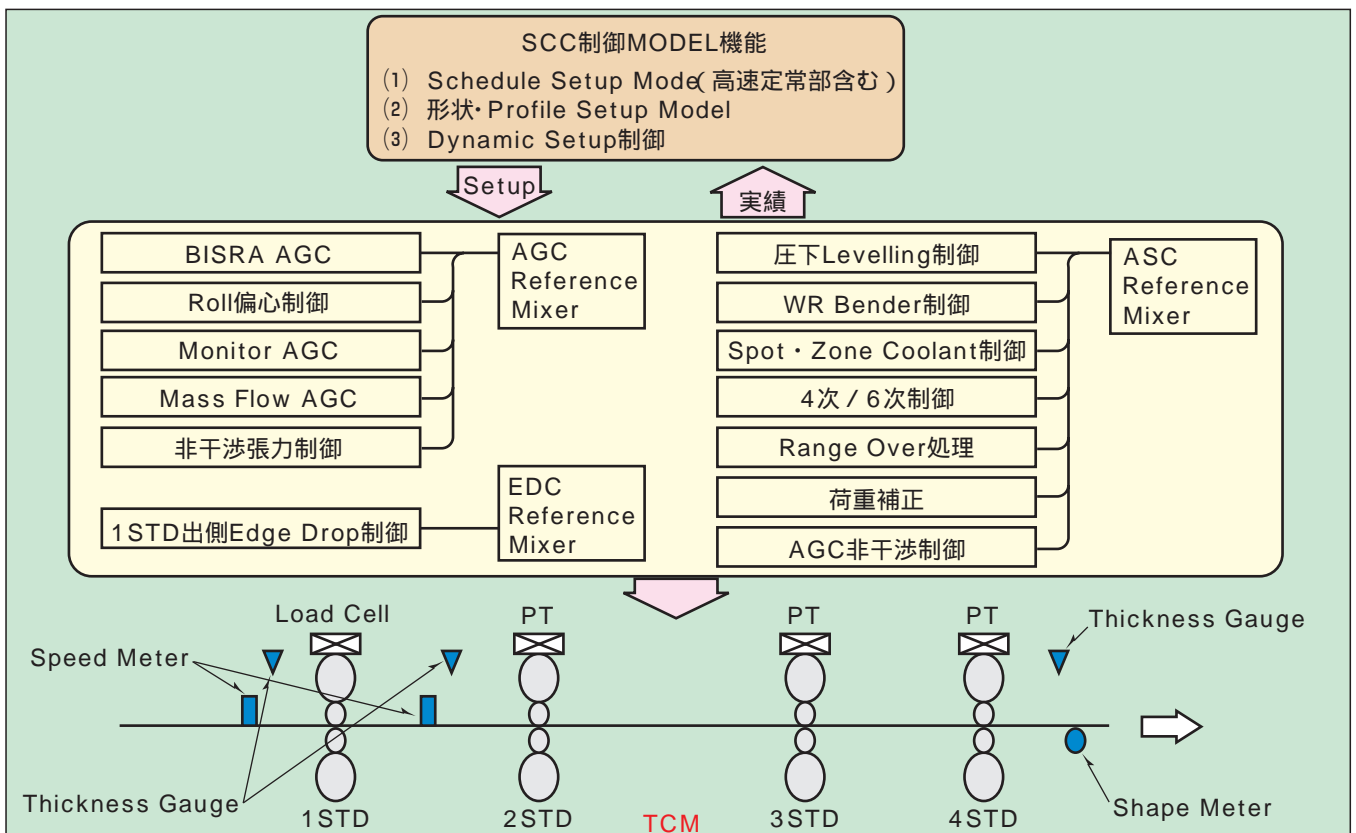 SCC制御MODEL機能
(1) Schedule Setup Mode(高速定常部含む)
(2) 形状・Profile Setup Model
(3) Dynamic Setup制御
Setup
実績
BISRA AGC
Roll偏心制御
Monitor AGC
Mass Flow AGC
非干渉張力制御
1STD出側Edge Drop制御
AGC
Reference
Mixer
EDC
Reference
Mixer
圧下Levelling制御
WR Bender制御
Spot・Zone Coolant制御
4次/6次制御
Range Over処理
荷重補正
AGC非干渉制御
ASC
Reference
Mixer
Load Cell
PT
PT
PT
Thickness Gauge
Speed Meter
Thickness Gauge
1STD
2STD
TCM
3STD
4STD
Shape Meter